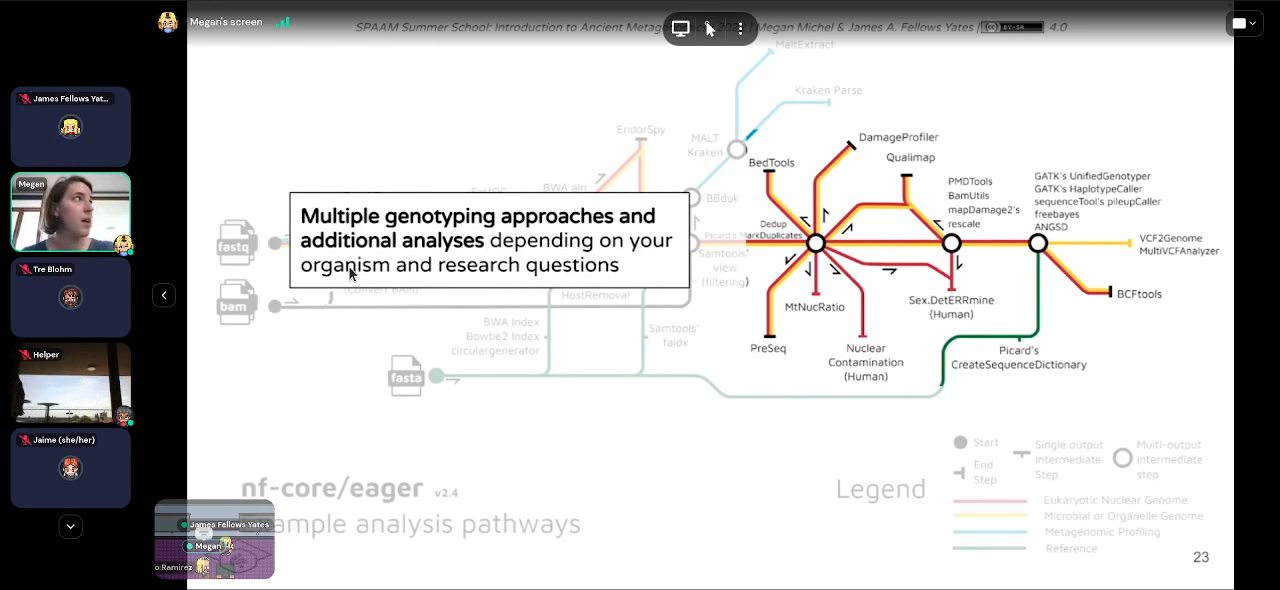 Megan's screen
SPAAM Summer School: Introduction to Ancient Metagenomics 2022 | Megan Michel & James A. Fellows Yates | BY-SA 4.0
James Fellows Yat...
Megan
Tre Blohm
Helper
Jaime (she/her)
James Fellows Yates
Megan
o:Ramirez
MaltExtract
Kraken Parse
EndorSpy
MALT
Kraken
DamageProfiler
BedTools
Qualimap
BWA aln
BBduk
PMDTools
BamUtils
mapDamage2's
rescale
GATK's UnifiedGenotyper
GATK's HaplotypeCaller
sequenceTool's pileupCaller
freebayes
ANGSD
fastq
Multiple genotyping approaches and
additional analyses depending on your
organism and research questions
Dedup
Picard's MarkDuplicates
VCF2Genome
MultiVCFAnalyzer
Samtools'
view
(filtering)
bam
(Convert BAM)
HostRemoval
MtNucRatio
Sex.DetERRmine
(Human)
BCFtools
BWA Index
Bowtie2 Index
circulargenerator
Samtools'
faidx
PreSeq
Nuclear
Contamination
(Human)
Picard's
CreateSequenceDictionary
fasta
nf-core/eager v2.4
ample analysis pathways
Legend
Start
End
Step
Single output
intermediate
Step
Multi-output
intermediate
step
Eukaryotic Nuclear Genome
Microbial or Organelle Genome
Metagenomic Profiling
Reference
23